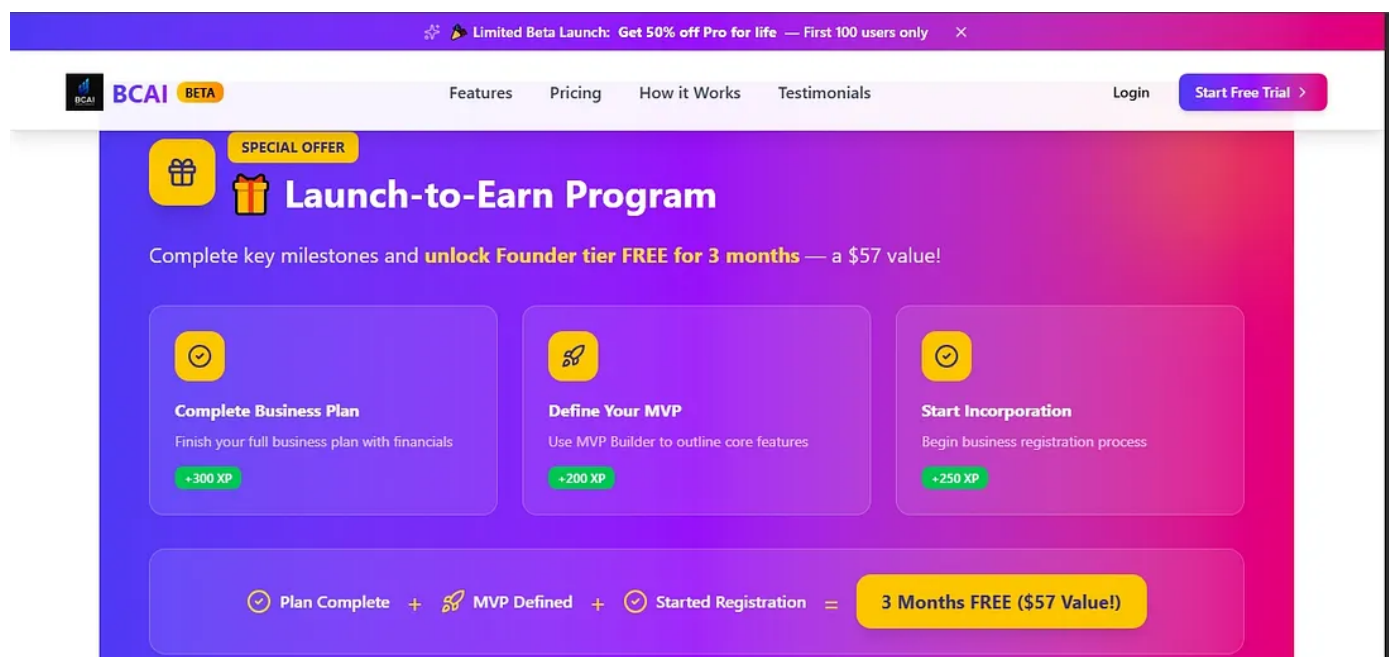 Limited Beta Launch: Get 50% off Pro for life — First 100 users only
BCAI
BCAI BETA
Features Pricing How it Works Testimonials
Login
Start Free Trial
SPECIAL OFFER
Launch-to-Earn Program
Complete key milestones and unlock Founder tier FREE for 3 months — a $57 value!
Complete Business Plan
Finish your full business plan with financials
+300 XP
Define Your MVP
Use MVP Builder to outline core features
+200 XP
Start Incorporation
Begin business registration process
+250 XP
Plan Complete + MVP Defined + Started Registration = 3 Months FREE ($57 Value!)